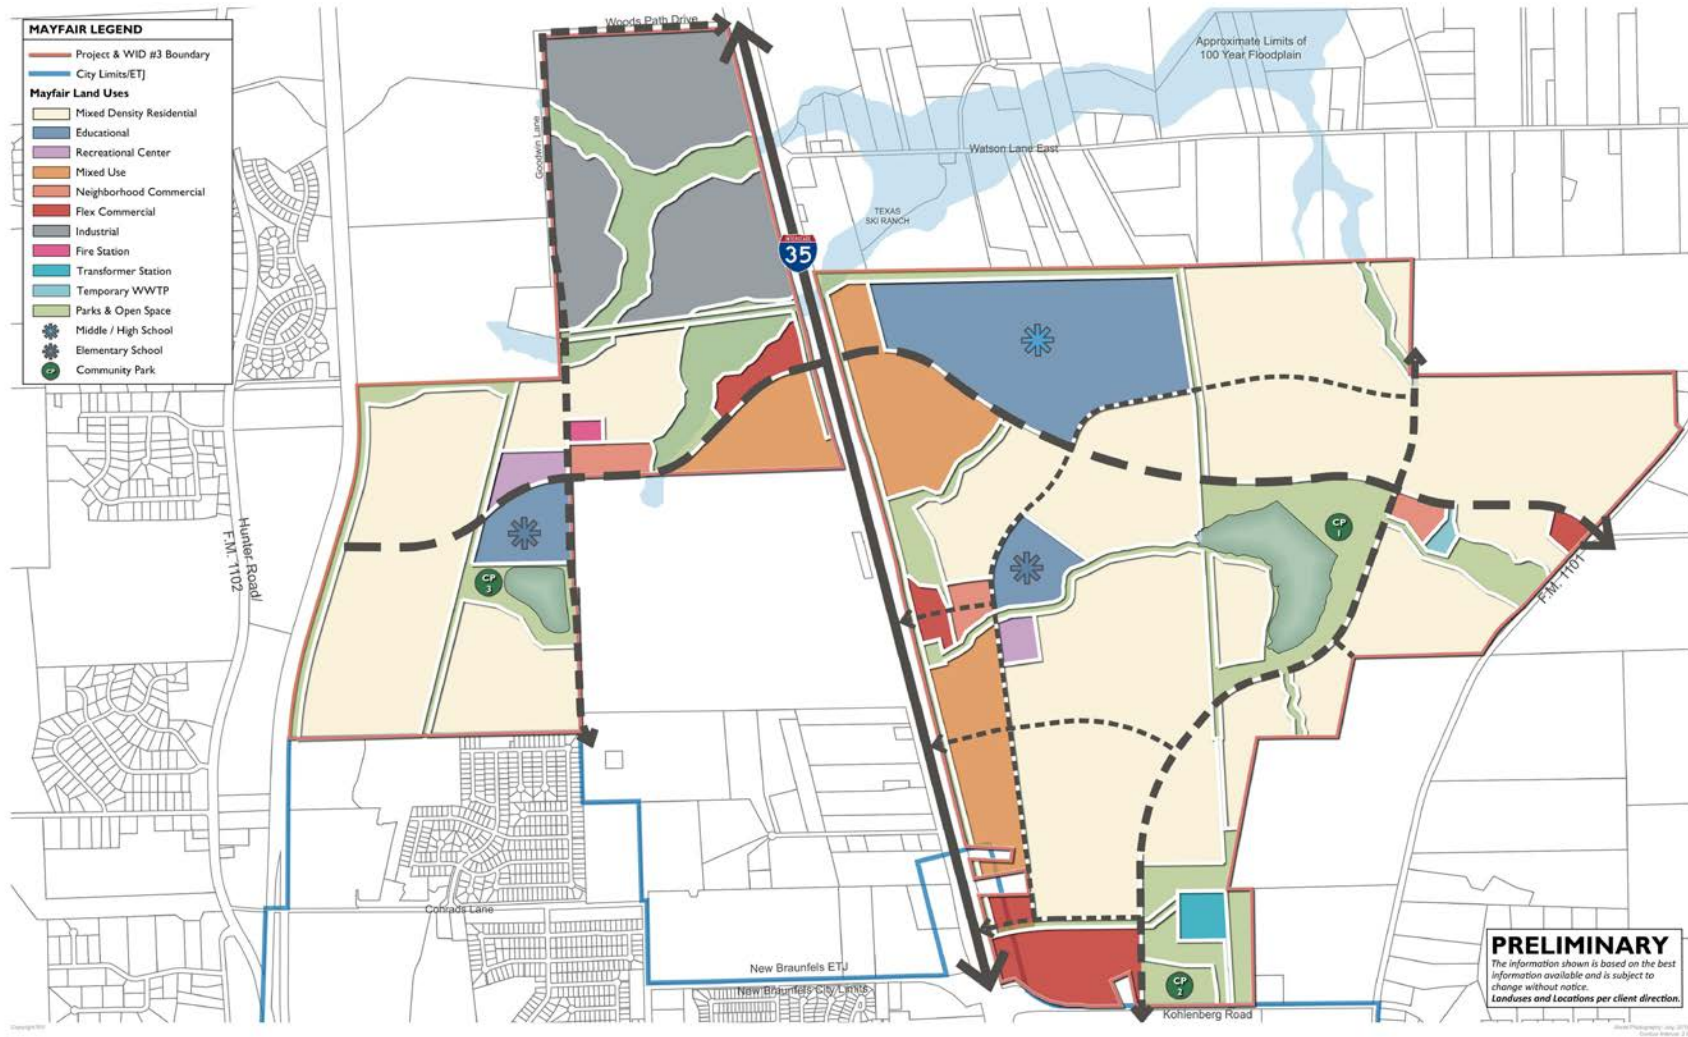 MAYFAIR LEGEND
Project & WID #3 Boundary
City Limits/ETJ
Mayfair Land Uses
Mixed Density Residential
Educational
Recreational Center
Mixed Use
Neighborhood Commercial
Flex Commercial
Industrial
Fire Station
Transformer Station
Temporary WWTP
Parks & Open Space
Middle / High School
Elementary School
CP
Community Park
Woods Path Drive
Goodwin Lane
Approximate Limits of
100 Year Floodplain
Watson Lane East
TEXAS
SKI RANCH
INTERSTATE
35
Hunter Road/
F.M. 1102
CP
3
CP
1
F.M. 1101
Conrads Lane
New Braunfels ETJ
New Braunfels City Limits
CP
2
Kohlenberg Road
PRELIMINARY
The information shown is based on the best
information available and is subject to
change without notice.
Landuses and Locations per client direction.